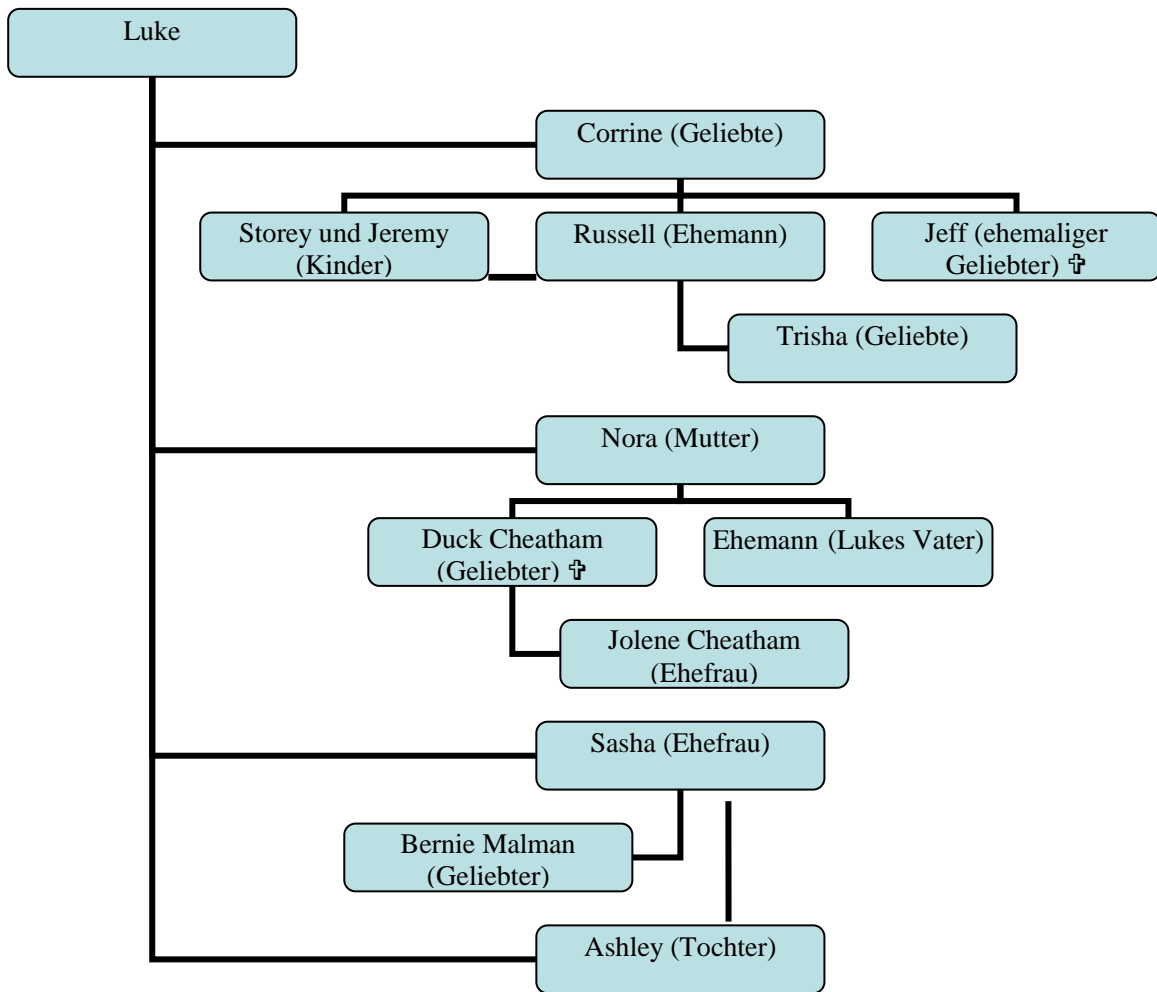 Luke
Corrine (Geliebte)
Storey und Jeremy
(Kinder)
Russell (Ehemann)
Jeff (ehemaliger
Geliebter) ✞
Trisha (Geliebte)
Nora (Mutter)
Duck Cheatham
(Geliebter) ✞
Ehemann (Lukes Vater)
Jolene Cheatham
(Ehefrau)
Sasha (Ehefrau)
Bernie Malman
(Geliebter)
Ashley (Tochter)